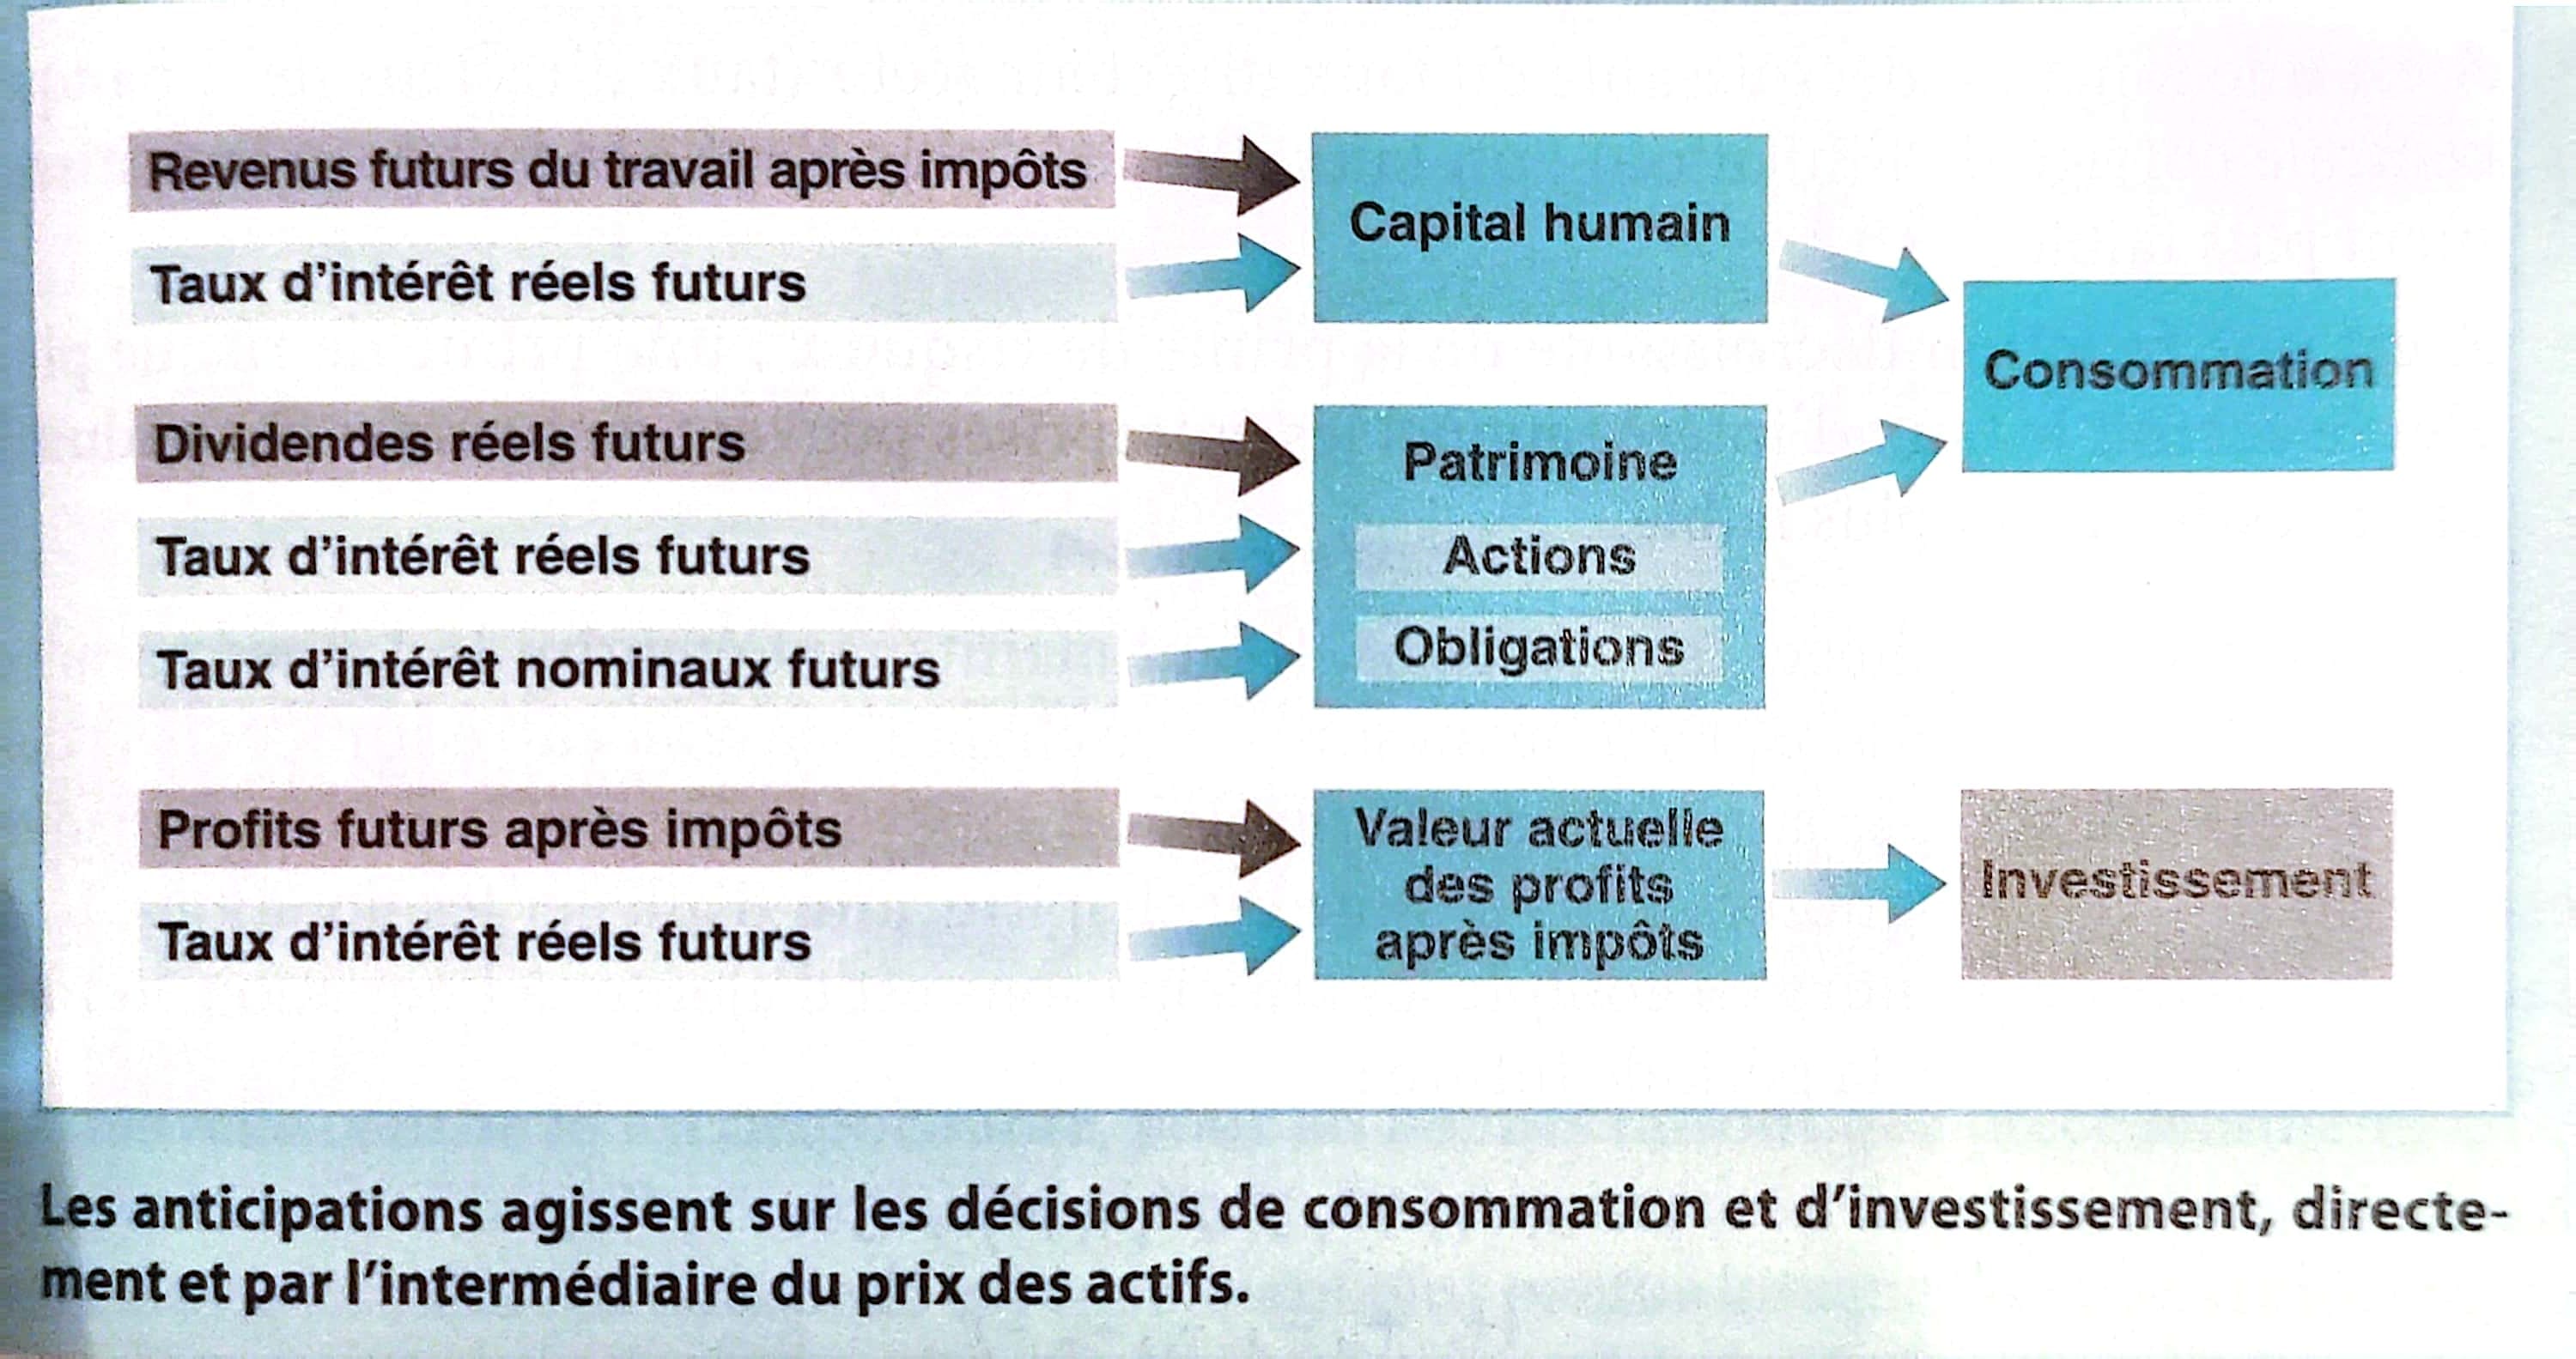 Revenus futurs du travail après impôts
Taux d'intérêt réels futurs
Capital humain
Dividendes réels futurs
Taux d'intérêt réels futurs
Taux d'intérêt nominaux futurs
Patrimoine
Actions
Obligations
Consommation
Profits futurs après impôts
Taux d'intérêt réels futurs
Valeur actuelle
des profits
après impôts
Investissement
Les anticipations agissent sur les décisions de consommation et d'investissement, directe-
ment et par l'intermédiaire du prix des actifs.